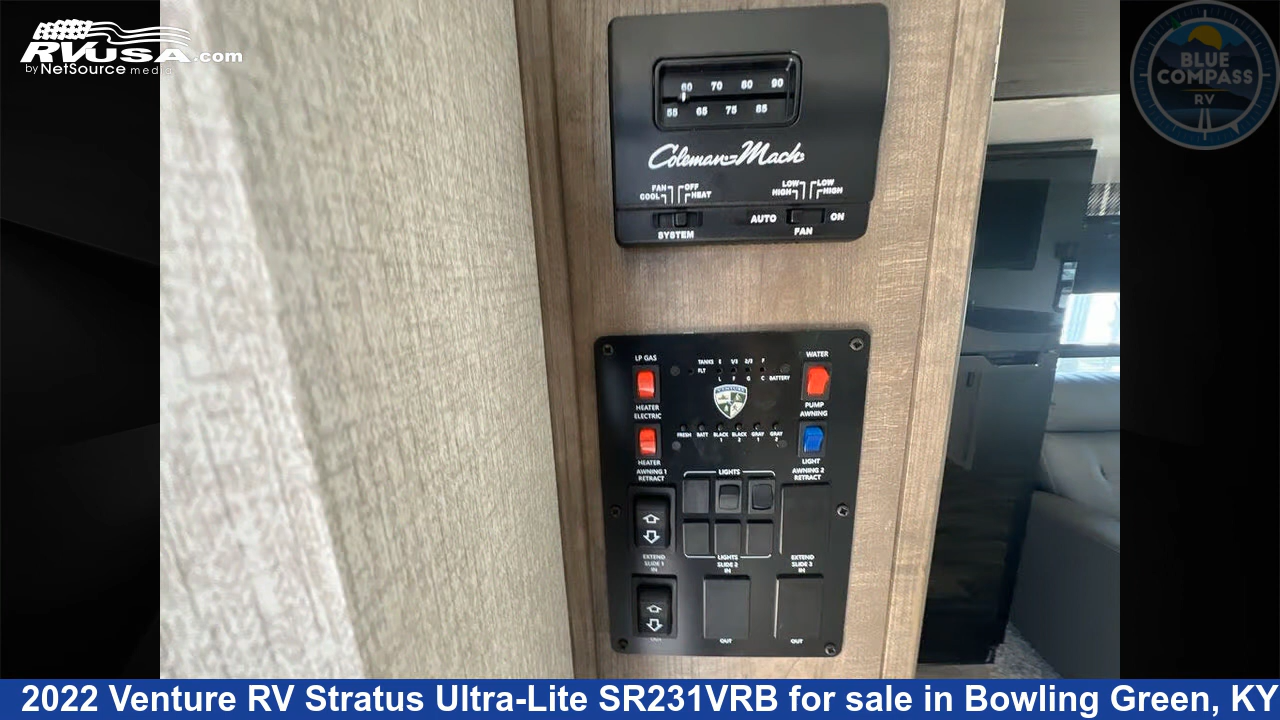 RVUSA.com
by NetSource media
BLUE
COMPASS
RV
60 70 80 90
55 65 75 85
Coleman-Mach
FAN OFF
COOL HEAT
LOW LOW
HIGH HIGH
SYSTEM
AUTO ON
FAN
LP GAS
HEATER
ELECTRIC
HEATER
TANKS E 1/3 2/3 F
FLT
L F G C BATTERY
VENTURE
WATER
PUMP
AWNING
LIGHT
FRESH BATT BLACK 1 BLACK 2 GRAY 1 GRAY 2
AWNING 1
RETRACT
LIGHTS
AWNING 2
RETRACT
EXTEND
SLIDE 1
IN
LIGHTS
SLIDE 2
IN
EXTEND
SLIDE 3
IN
OUT
OUT
OUT
2022 Venture RV Stratus Ultra-Lite SR231VRB for sale in Bowling Green, KY